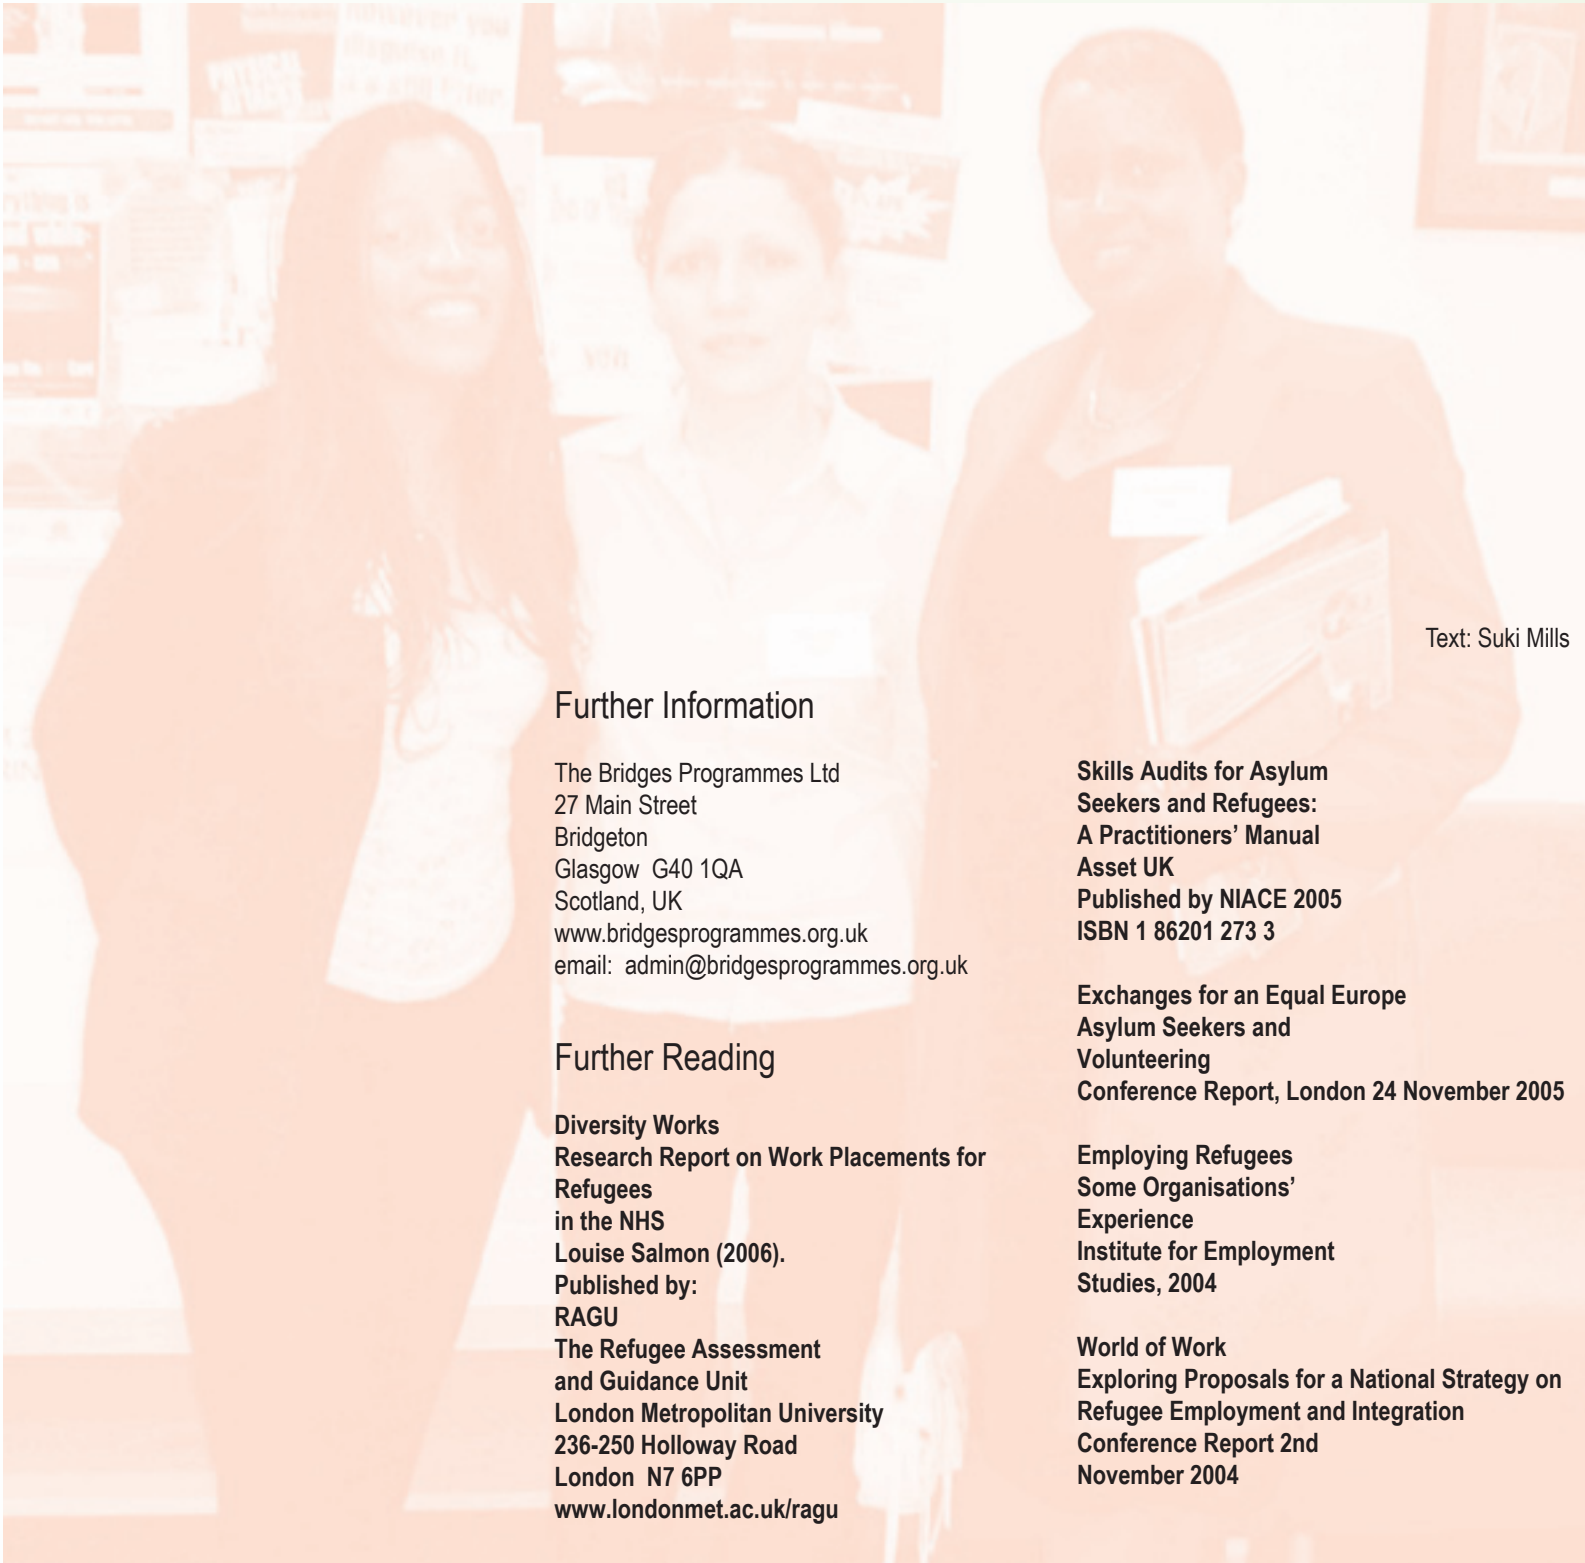 Text: Suki Mills
Further Information
The Bridges Programmes Ltd
27 Main Street
Bridgeton
Glasgow  G40 1QA
Scotland, UK
www.bridgesprogrammes.org.uk
email:  admin@bridgesprogrammes.org.uk
Further Reading
Diversity Works
Research Report on Work Placements for
Refugees
in the NHS
Louise Salmon (2006).
Published by:
RAGU
The Refugee Assessment
and Guidance Unit
London Metropolitan University
236-250 Holloway Road
London  N7 6PP
www.londonmet.ac.uk/ragu
Skills Audits for Asylum
Seekers and Refugees:
A Practitioners’ Manual
Asset UK
Published by NIACE 2005
ISBN 1 86201 273 3
Exchanges for an Equal Europe
Asylum Seekers and
Volunteering
Conference Report, London 24 November 2005
Employing Refugees
Some Organisations’
Experience
Institute for Employment
Studies, 2004
World of Work
Exploring Proposals for a National Strategy on
Refugee Employment and Integration
Conference Report 2nd
November 2004